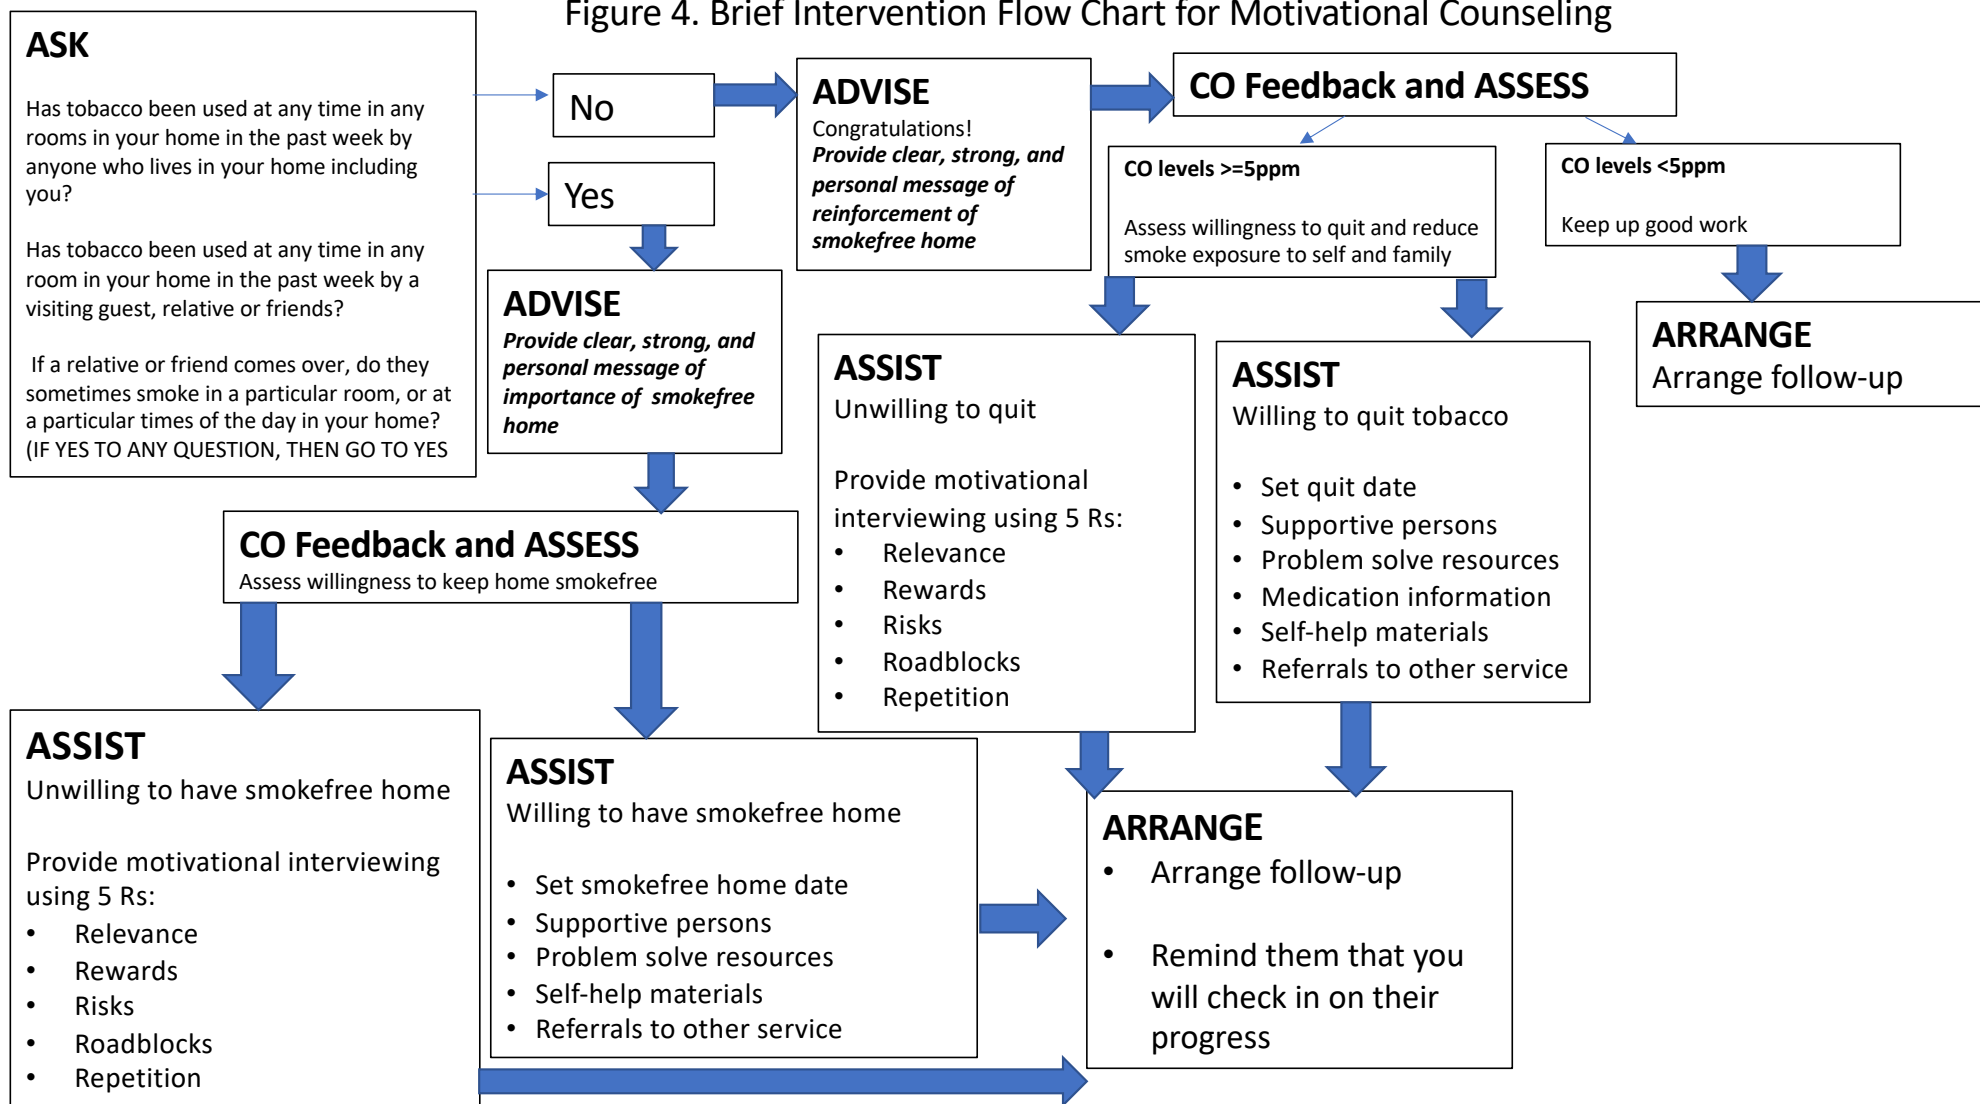 Figure 4. Brief Intervention Flow Chart for Motivational Counseling
ASK
Has tobacco been used at any time in any
rooms in your home in the past week by
anyone who lives in your home including
you?
Has tobacco been used at any time in any
room in your home in the past week by a
visiting guest, relative or friends?
If a relative or friend comes over, do they
sometimes smoke in a particular room, or at
a particular times of the day in your home?
(IF YES TO ANY QUESTION, THEN GO TO YES
No
Yes
ADVISE
Congratulations!
Provide clear, strong, and
personal message of
reinforcement of
smokefree home
CO Feedback and ASSESS
CO levels >=5ppm
Assess willingness to quit and reduce
smoke exposure to self and family
CO levels <5ppm
Keep up good work
ARRANGE
Arrange follow-up
ADVISE
Provide clear, strong, and
personal message of
importance of smokefree
home
CO Feedback and ASSESS
Assess willingness to keep home smokefree
ASSIST
Unwilling to quit
Provide motivational
interviewing using 5 Rs:
• Relevance
• Rewards
• Risks
• Roadblocks
• Repetition
ASSIST
Willing to quit tobacco
• Set quit date
• Supportive persons
• Problem solve resources
• Medication information
• Self-help materials
• Referrals to other service
ASSIST
Unwilling to have smokefree home
Provide motivational interviewing
using 5 Rs:
• Relevance
• Rewards
• Risks
• Roadblocks
• Repetition
ASSIST
Willing to have smokefree home
• Set smokefree home date
• Supportive persons
• Problem solve resources
• Self-help materials
• Referrals to other service
ARRANGE
• Arrange follow-up
• Remind them that you
will check in on their
progress